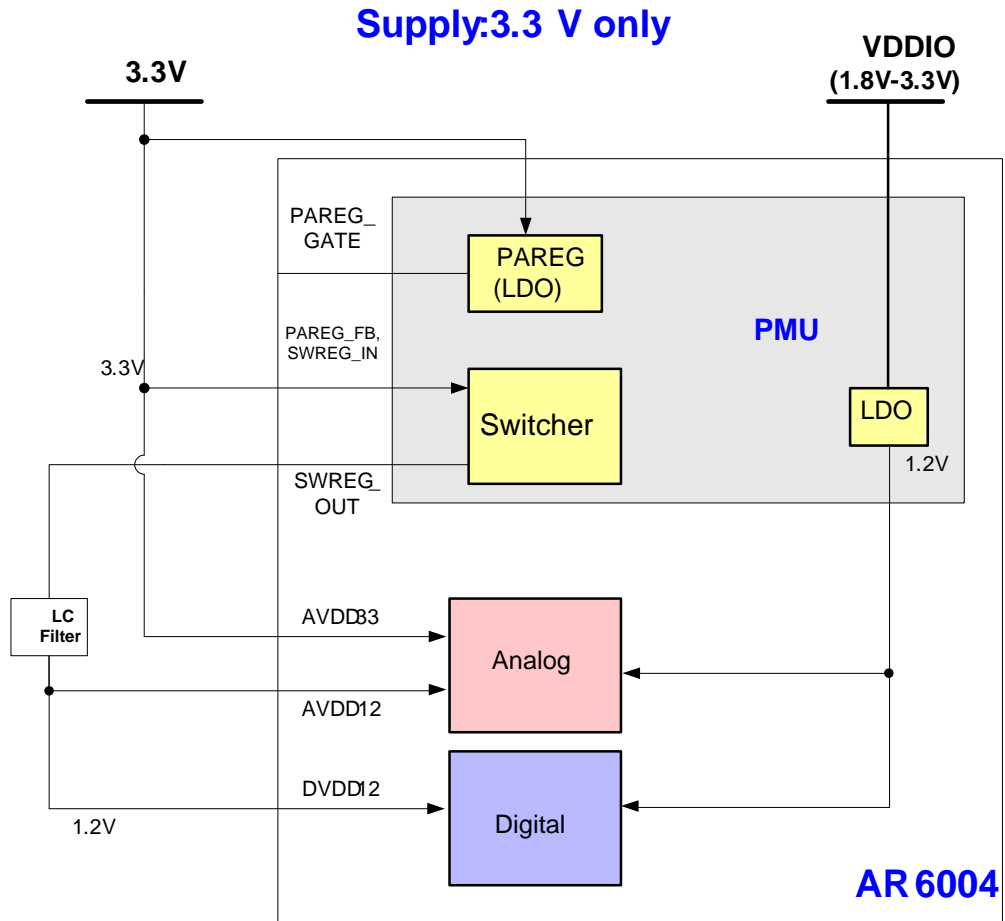 Supply:3.3 V only
3.3V
VDDIO
(1.8V-3.3V)
PAREG_
GATE
PAREG
(LDO)
PMU
PAREG_FB,
SWREG_IN
3.3V
Switcher
LDO
1.2V
SWREG_
OUT
LC
Filter
AVDD33
Analog
AVDD12
DVDD12
Digital
1.2V
AR6004